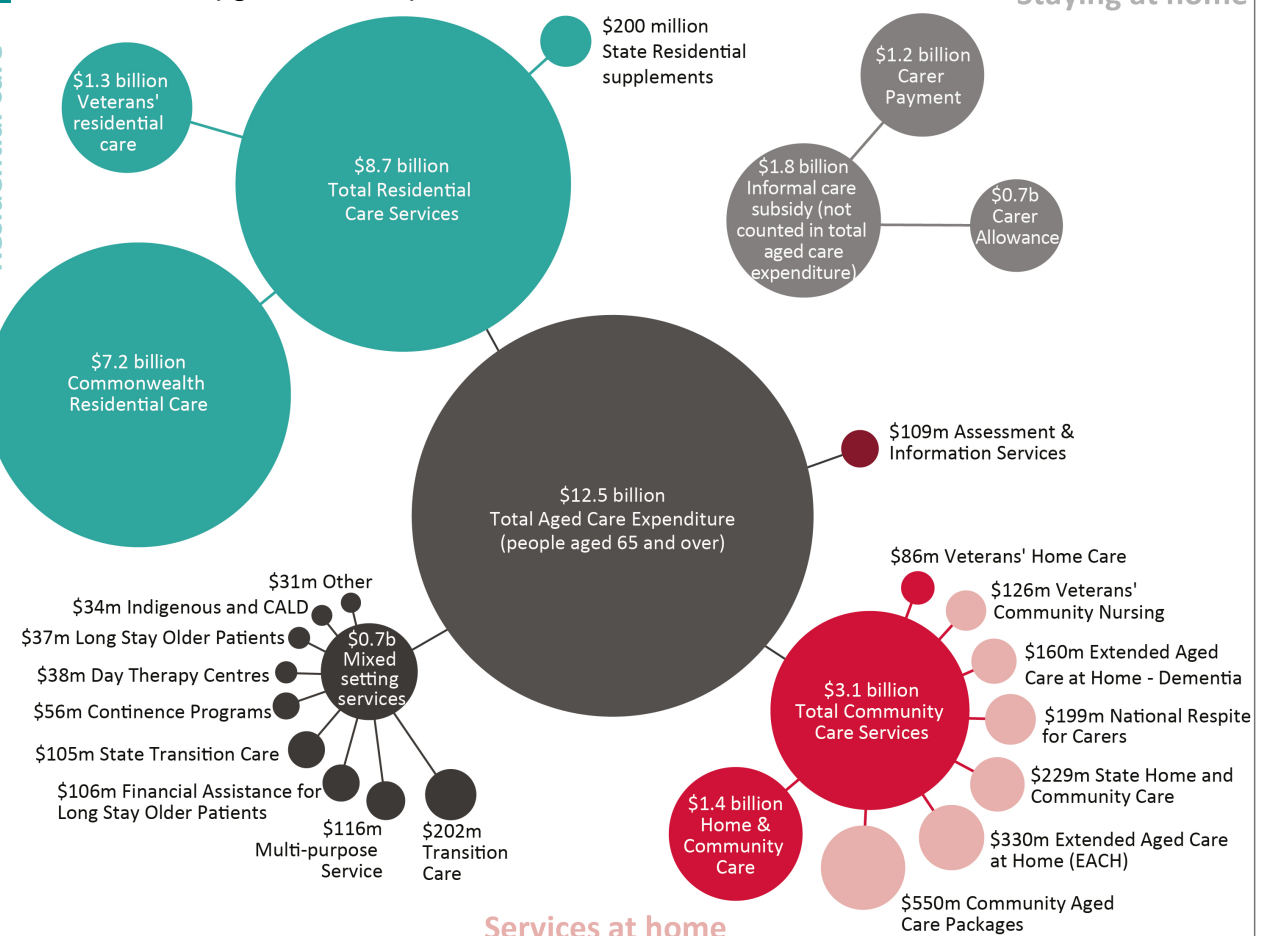 Staying at home
$200 million
State Residential
supplements
$1.3 billion
Veterans'
residential
care
$8.7 billion
Total Residential
Care Services
$1.2 billion
Carer
Payment
$1.8 billion
Informal care
subsidy (not
counted in total
aged care
expenditure)
$0.7b
Carer
Allowance
$7.2 billion
Commonwealth
Residential Care
$12.5 billion
Total Aged Care Expenditure
(people aged 65 and over)
$109m Assessment &
Information Services
$31m Other
$34m Indigenous and CALD
$37m Long Stay Older Patients
$38m Day Therapy Centres
$56m Continence Programs
$105m State Transition Care
$106m Financial Assistance for
Long Stay Older Patients
$116m
Multi-purpose
Service
$202m
Transition
Care
$0.7b
Mixed
setting
services
$86m Veterans' Home Care
$126m Veterans'
Community Nursing
$160m Extended Aged
Care at Home - Dementia
$199m National Respite
for Carers
$229m State Home and
Community Care
$330m Extended Aged Care
at Home (EACH)
$550m Community Aged
Care Packages
$3.1 billion
Total Community
Care Services
$1.4 billion
Home &
Community
Care
Services at home